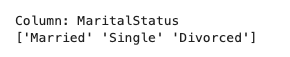 Column: MaritalStatus
['Married' 'Single' 'Divorced']